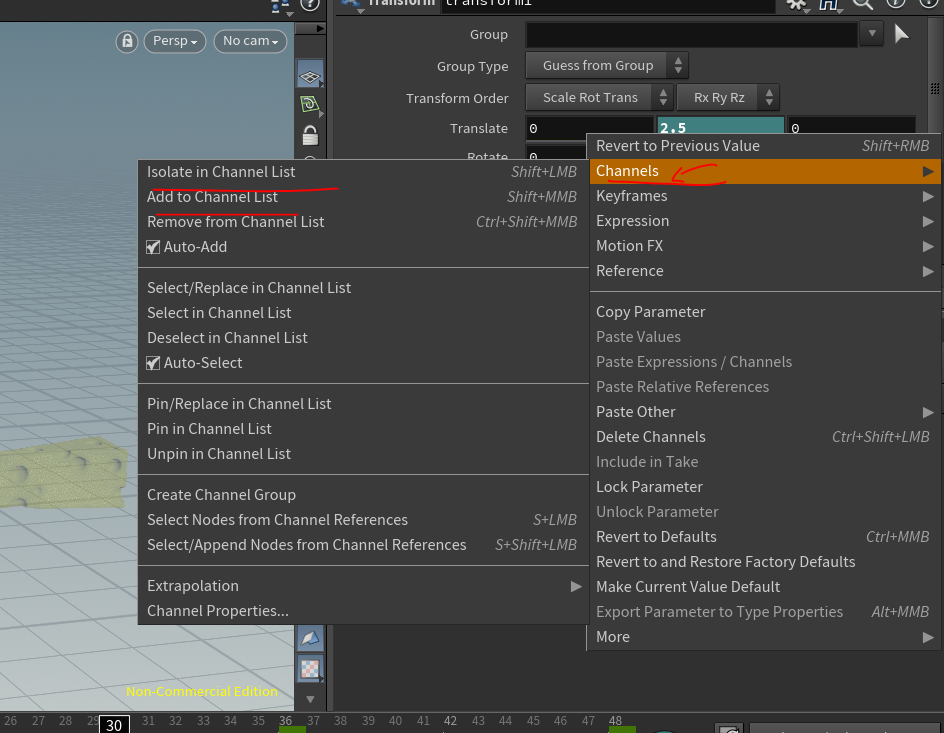 Transform transform1
Persp No cam
Group
Group Type Guess from Group
Transform Order Scale Rot Trans Rx Ry Rz
Translate 0 2.5 0
Rotate 0
Revert to Previous Value Shift+RMB
Channels
Keyframes
Expression
Motion FX
Reference
Copy Parameter
Paste Values
Paste Expressions / Channels
Paste Relative References
Paste Other
Delete Channels Ctrl+Shift+LMB
Include in Take
Lock Parameter
Unlock Parameter
Revert to Defaults Ctrl+MMB
Revert to and Restore Factory Defaults
Make Current Value Default
Export Parameter to Type Properties Alt+MMB
More
Isolate in Channel List Shift+LMB
Add to Channel List Shift+MMB
Remove from Channel List Ctrl+Shift+MMB
Auto-Add
Select/Replace in Channel List
Select in Channel List
Deselect in Channel List
Auto-Select
Pin/Replace in Channel List
Pin in Channel List
Unpin in Channel List
Create Channel Group
Select Nodes from Channel References S+LMB
Select/Append Nodes from Channel References S+Shift+LMB
Extrapolation
Channel Properties...
Non-Commercial Edition
26 27 28 29 30 31 32 33 34 35 36 37 38 39 40 41 42 43 44 45 46 47 48